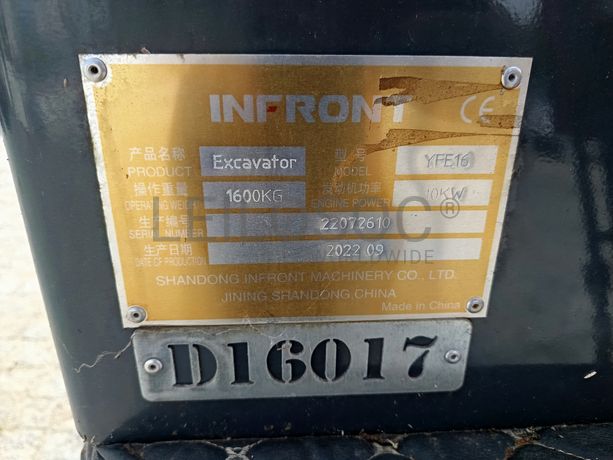 INFRONT CE
产品名称 Excavator 型号 YFE16
PRODUCT MODEL
操作重量 1600KG 发动机功率 10KW
OPERATING WEIGHT ENGINE POWER
生产编号 22072610
SERIAL NUMBER
生产日期 2022.09
DATE OF PRODUCTION
SHANDONG INFRONT MACHINERY CO., LTD.
JINING SHANDONG,CHINA
Made in China
D16017